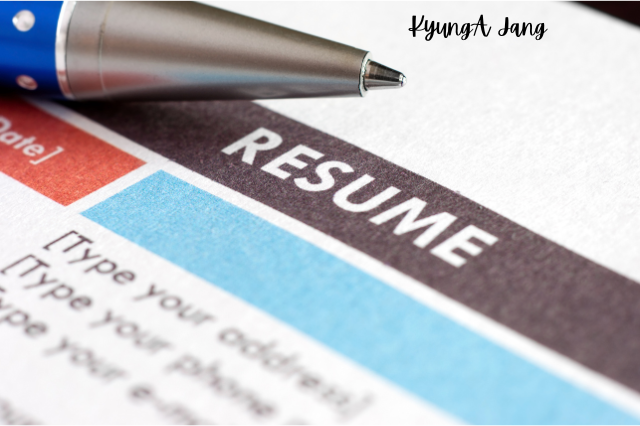 KyungA Jang
RESUME
Date]
[Type your address]
[Type your phone
Type your e-m